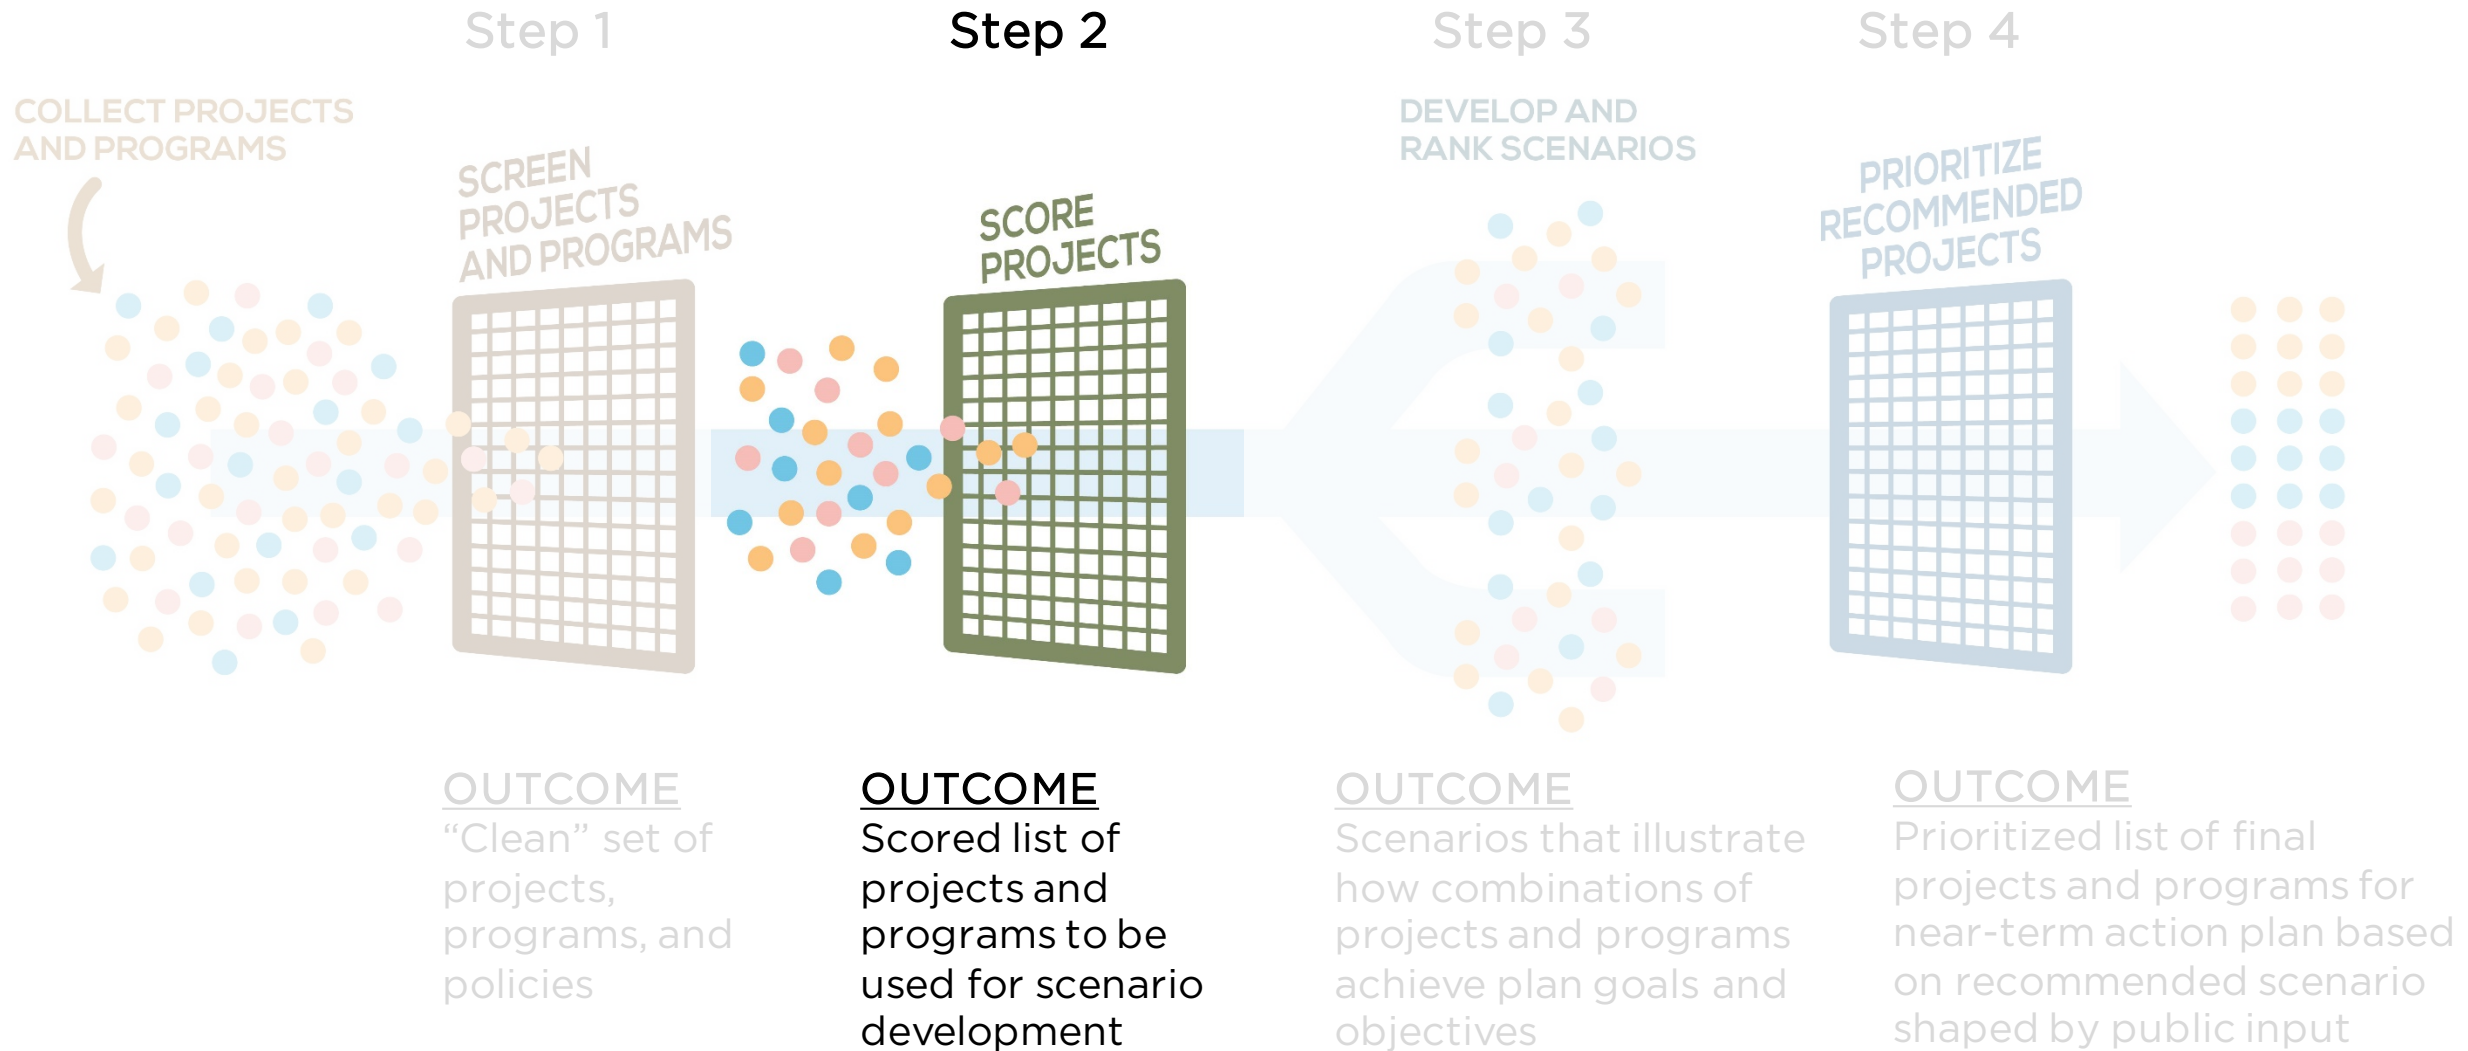 Step 1
Step 2
Step 3
Step 4
COLLECT PROJECTS
AND PROGRAMS
SCREEN
PROJECTS
AND PROGRAMS
SCORE
PROJECTS
DEVELOP AND
RANK SCENARIOS
PRIORITIZE
RECOMMENDED
PROJECTS
OUTCOME
“Clean” set of
projects,
programs, and
policies
OUTCOME
Scored list of
projects and
programs to be
used for scenario
development
OUTCOME
Scenarios that illustrate
how combinations of
projects and programs
achieve plan goals and
objectives
OUTCOME
Prioritized list of final
projects and programs for
near-term action plan based
on recommended scenario
shaped by public input